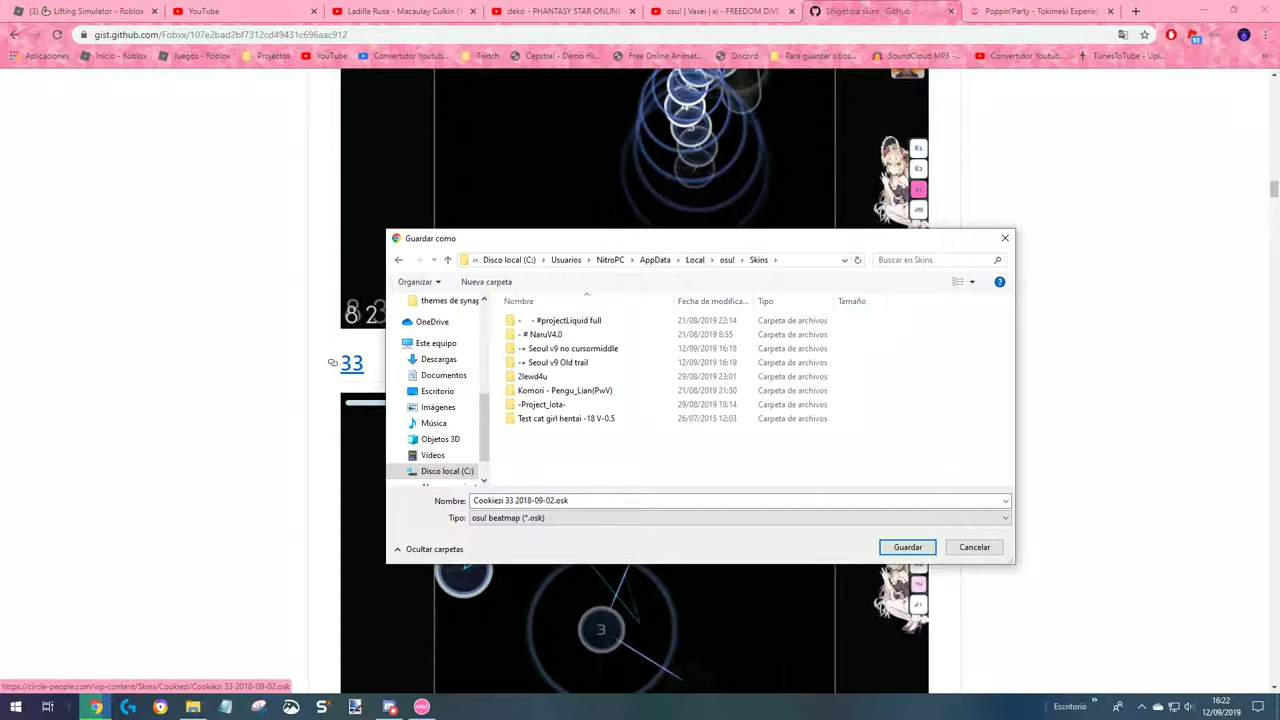 (3) Lifting Simulator - Roblox
YouTube
Ladilla Rusa - Macaulay Culkin (
deko - PHANTASY STAR ONLINE
osu! | Vaxei | xi - FREEDOM DiVE
Shigetora skins · GitHub
Poppin'Party - Tokimeki Experie
gist.github.com/Fobxx/107e2bad2bf7312cd49431c696aac912
93
Aplicaciones
Inicio - Roblox
Juegos - Roblox
Projectos
YouTube
Convertidor Youtub...
Twitch
Cepstral - Demo Hi...
Free Online Animat...
Discord
Para guardar sitios...
SoundCloud MP3 -...
Convertidor Youtub...
TunesToTube - Upl...
33
Guardar como
Disco local (C:) › Usuarios › NitroPC › AppData › Local › osu! › Skins ›
Buscar en Skins
Organizar
Nueva carpeta
themes de synap
OneDrive
Este equipo
Descargas
Documentos
Escritorio
Imágenes
Música
Objetos 3D
Vídeos
Disco local (C:)
Nombre Fecha de modifica... Tipo Tamaño
- - #projectLiquid full 21/08/2019 22:14 Carpeta de archivos
- # NaruV4.0 21/08/2019 8:55 Carpeta de archivos
-+ Seoul v9 no cursormiddle 12/09/2019 16:18 Carpeta de archivos
-+ Seoul v9 Old trail 12/09/2019 16:19 Carpeta de archivos
2lewd4u 29/08/2019 23:01 Carpeta de archivos
Komori - Pengu_Lian(PwV) 21/08/2019 21:50 Carpeta de archivos
-Project_Iota- 29/08/2019 18:14 Carpeta de archivos
Test cat girl hentai -18 V-0.5 26/07/2015 12:03 Carpeta de archivos
Nombre: Cookiezi 33 2018-09-02.osk
Tipo: osu! beatmap (*.osk)
Ocultar carpetas
Guardar
Cancelar
3
https://circle-people.com/wp-content/Skins/Cookiezi/Cookiezi 33 2018-09-02.osk
Escritorio
16:22
12/09/2019